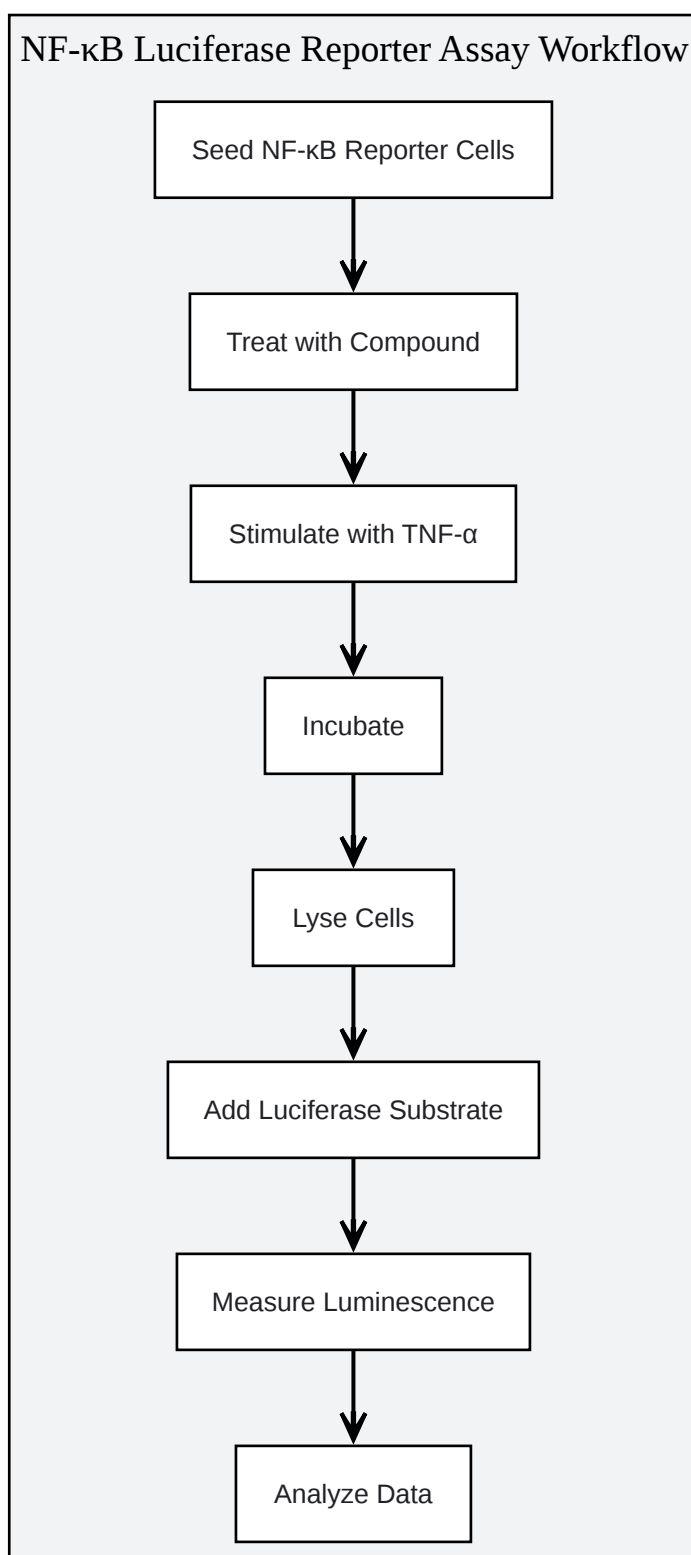 NF-κB Luciferase Reporter Assay Workflow
Seed NF-κB Reporter Cells
Treat with Compound
Stimulate with TNF-α
Incubate
Lyse Cells
Add Luciferase Substrate
Measure Luminescence
Analyze Data